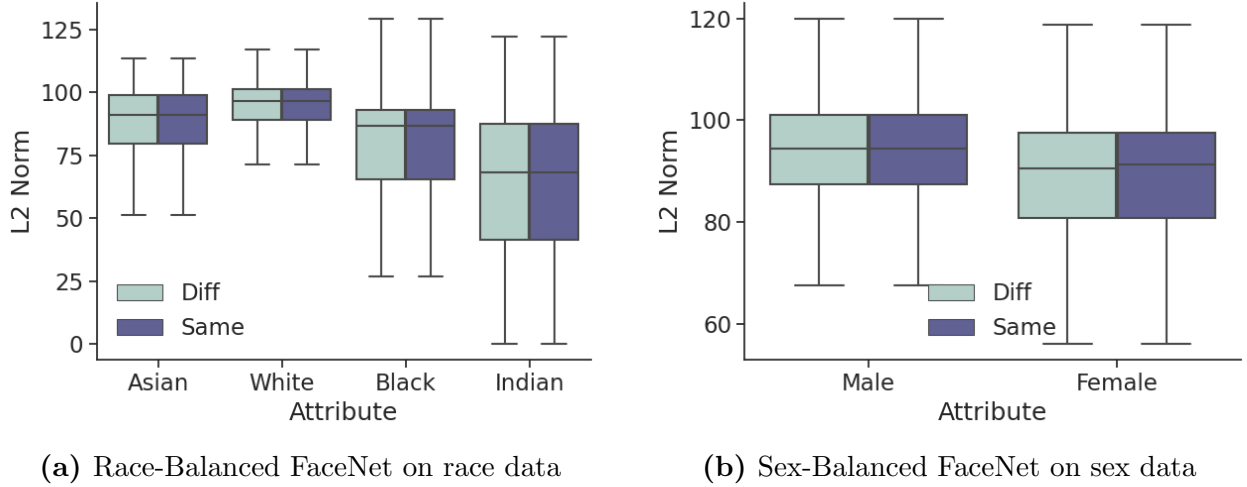 125
100
75
50
25
0
L2 Norm
Diff
Same
Asian
White
Black
Indian
Attribute
(a) Race-Balanced FaceNet on race data
120
100
80
60
L2 Norm
Diff
Same
Male
Female
Attribute
(b) Sex-Balanced FaceNet on sex data